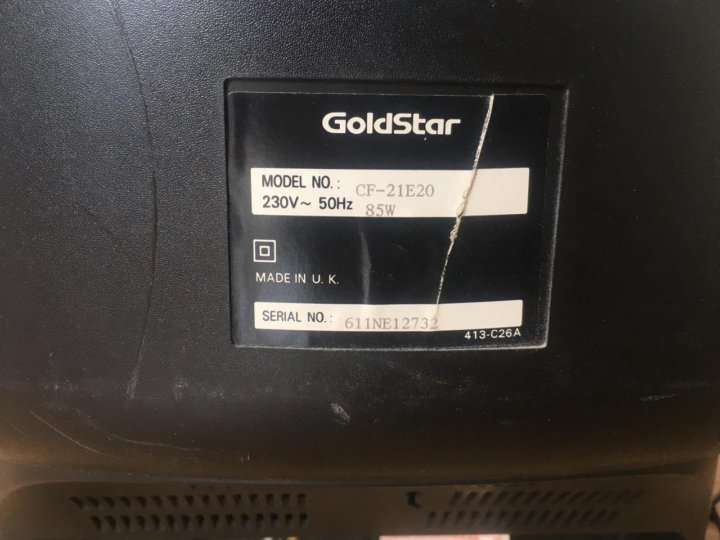 GoldStar
MODEL NO.: CF-21E20
230V~ 50Hz 85W
MADE IN U. K.
SERIAL NO.: 611NE12732
413-C26A